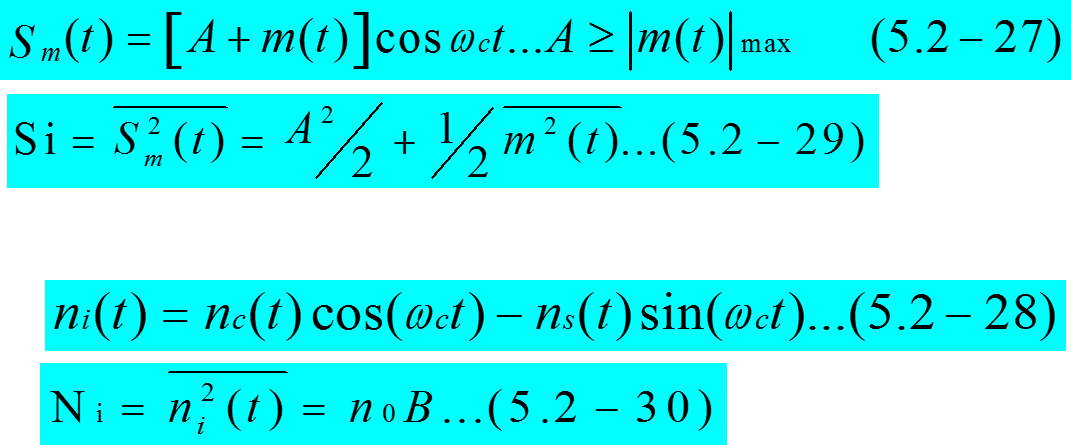 S_m(t) = [A + m(t)]cos ω_c t...A ≥ |m(t)|_max (5.2 – 27)
Si = \overline{S_m^2(t)} = A^2/2 + 1/2 \overline{m^2(t)}...(5.2 – 29)
n_i(t) = n_c(t) cos(ω_c t) – n_s(t) sin(ω_c t)...(5.2 – 28)
N_i = \overline{n_i^2(t)} = n_0 B...(5.2 – 30)